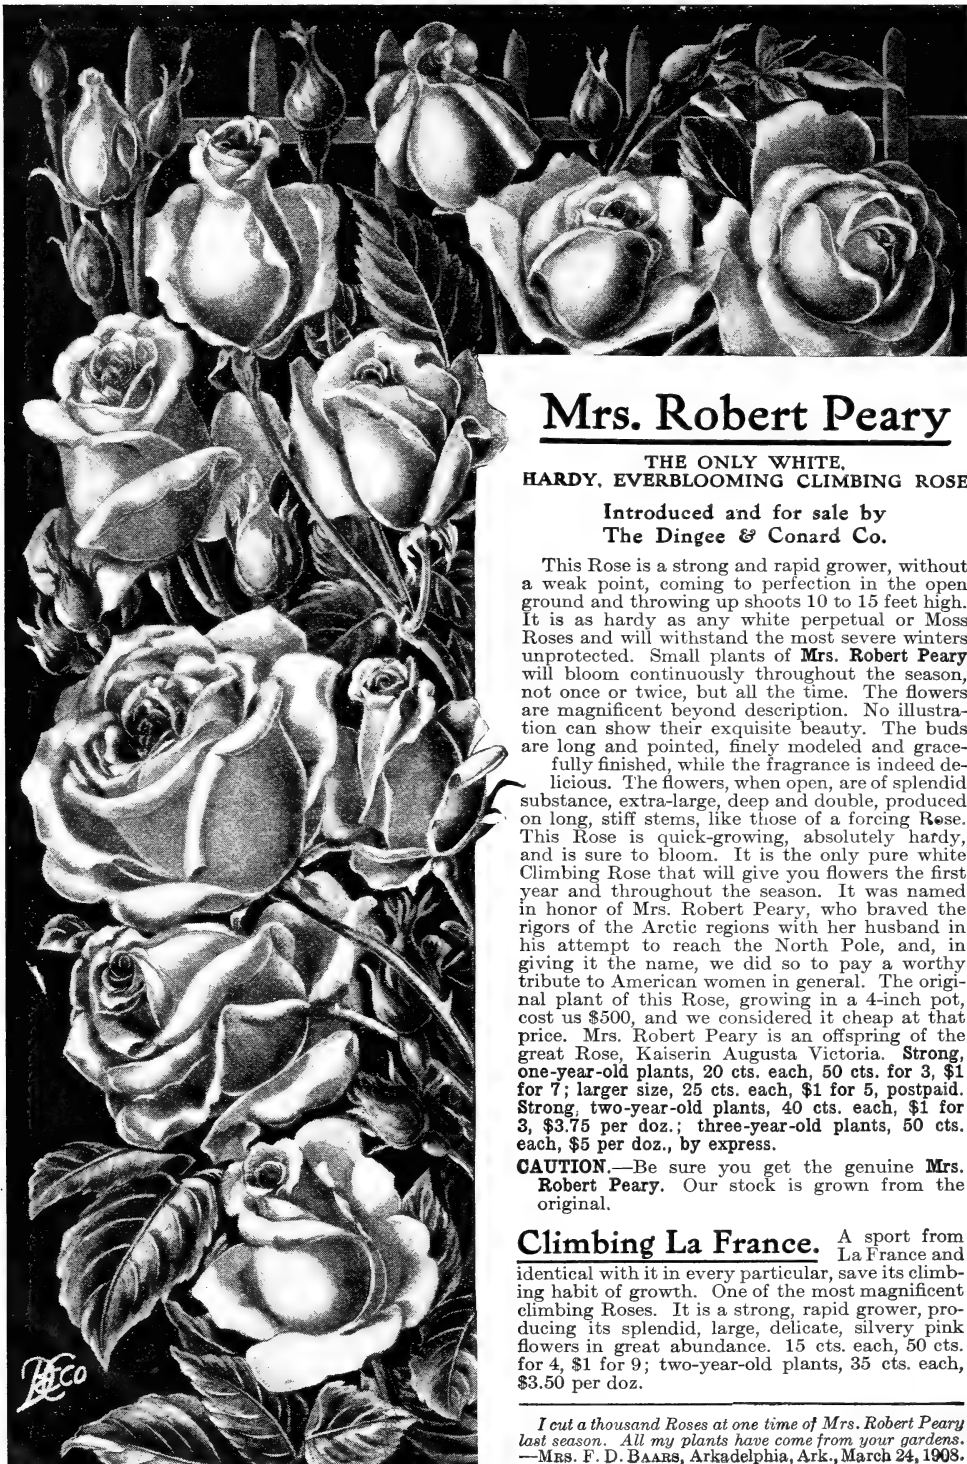 Mrs. Robert Peary
THE ONLY WHITE,
HARDY, EVERBLOOMING CLIMBING ROSE
Introduced and for sale by
The Dingee & Conard Co.
This Rose is a strong and rapid grower, without
a weak point, coming to perfection in the open
ground and throwing up shoots 10 to 15 feet high.
It is as hardy as any white perpetual or Moss
Roses and will withstand the most severe winters
unprotected. Small plants of Mrs. Robert Peary
will bloom continuously throughout the season,
not once or twice, but all the time. The flowers
are magnificent beyond description. No illustra-
tion can show their exquisite beauty. The buds
are long and pointed, finely modeled and grace-
fully finished, while the fragrance is indeed de-
licious. The flowers, when open, are of splendid
substance, extra-large, deep and double, produced
on long, stiff stems, like those of a forcing Rose.
This Rose is quick-growing, absolutely hardy,
and is sure to bloom. It is the only pure white
Climbing Rose that will give you flowers the first
year and throughout the season. It was named
in honor of Mrs. Robert Peary, who braved the
rigors of the Arctic regions with her husband in
his attempt to reach the North Pole, and, in
giving it the name, we did so to pay a worthy
tribute to American women in general. The origi-
nal plant of this Rose, growing in a 4-inch pot,
cost us $500, and we considered it cheap at that
price. Mrs. Robert Peary is an offspring of the
great Rose, Kaiserin Augusta Victoria. Strong,
one-year-old plants, 20 cts. each, 50 cts. for 3, $1
for 7; larger size, 25 cts. each, $1 for 5, postpaid.
Strong, two-year-old plants, 40 cts. each, $1 for
3, $3.75 per doz.; three-year-old plants, 50 cts.
each, $5 per doz., by express.
CAUTION.—Be sure you get the genuine Mrs.
Robert Peary. Our stock is grown from the
original.
Climbing La France. A sport from
La France and
identical with it in every particular, save its climb-
ing habit of growth. One of the most magnificent
climbing Roses. It is a strong, rapid grower, pro-
ducing its splendid, large, delicate, silvery pink
flowers in great abundance. 15 cts. each, 50 cts.
for 4, $1 for 9; two-year-old plants, 35 cts. each,
$3.50 per doz.
I cut a thousand Roses at one time of Mrs. Robert Peary
last season. All my plants have come from your gardens.
—MRS. F. D. BAARS, Arkadelphia, Ark., March 24, 1908.